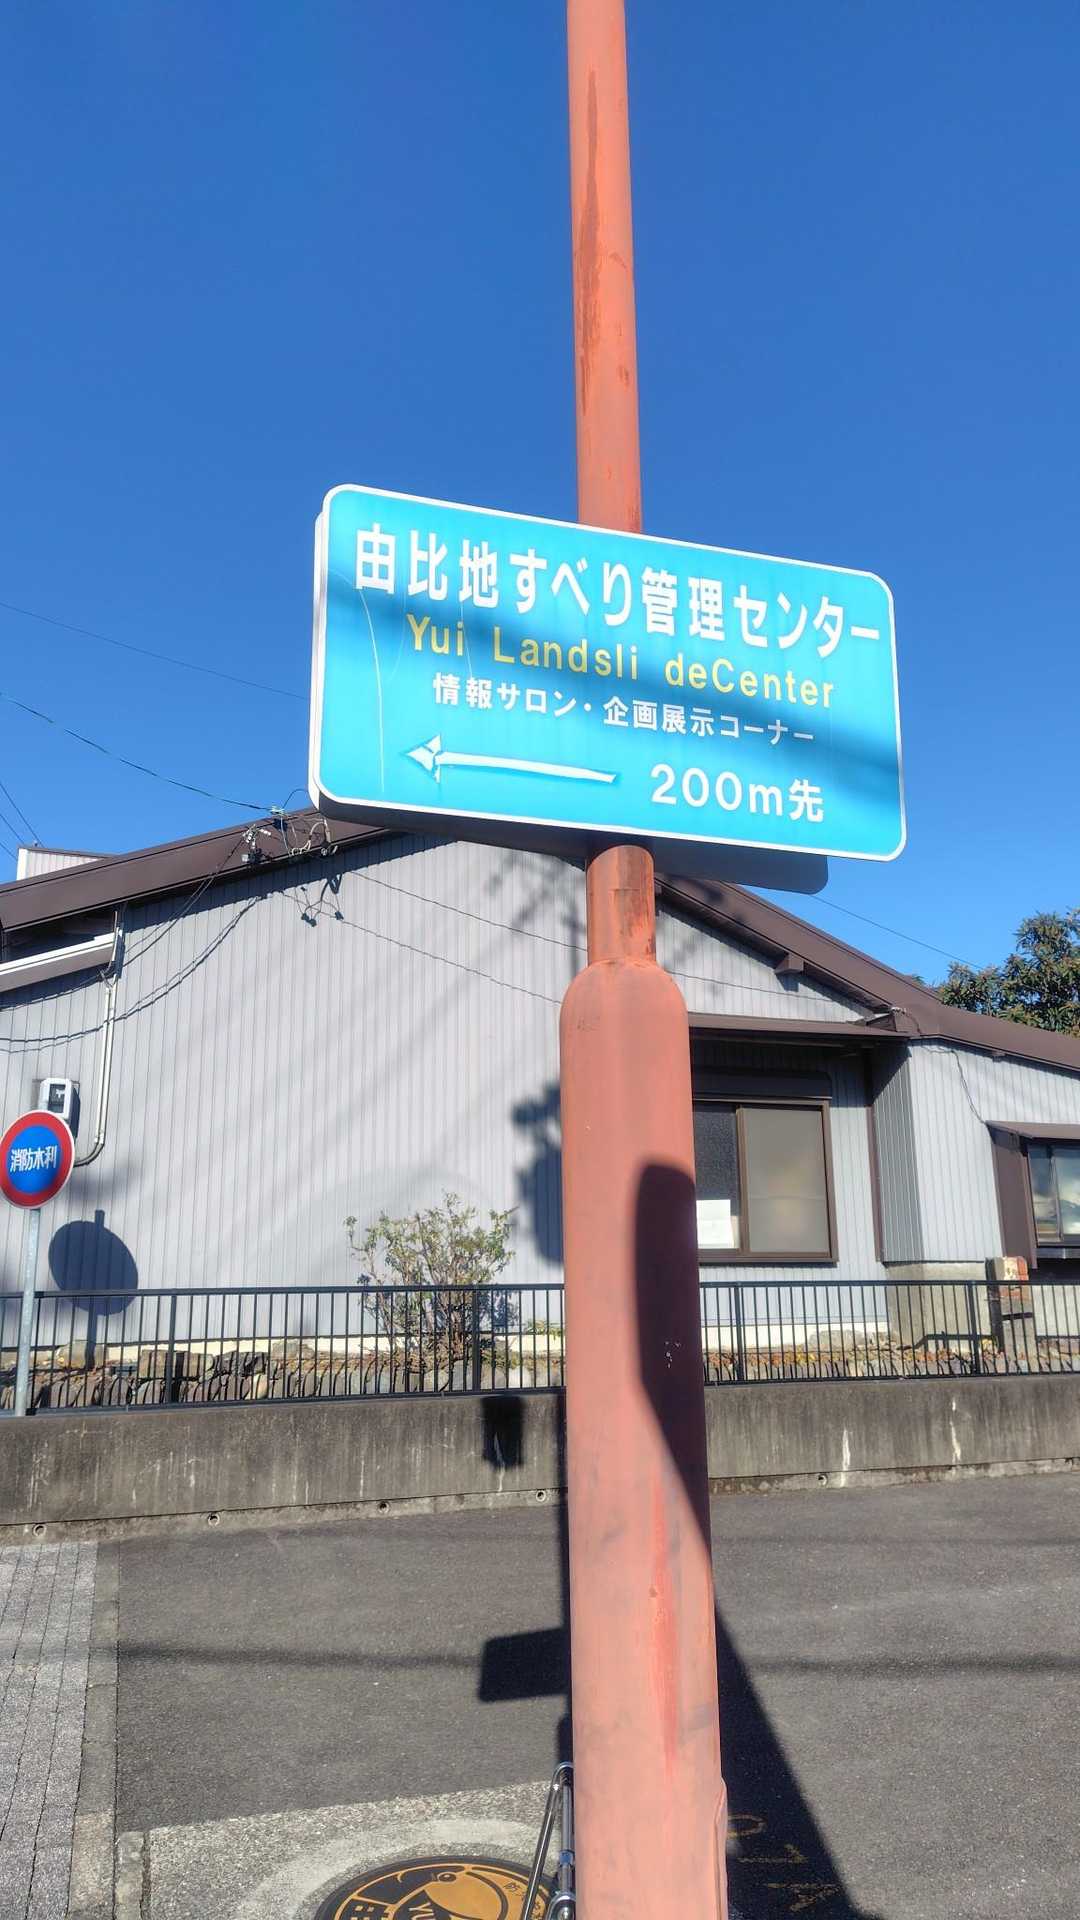 由比地すべり管理センター
Yui Landsli deCenter
情報サロン・企画展示コーナー
200m先
消防水利